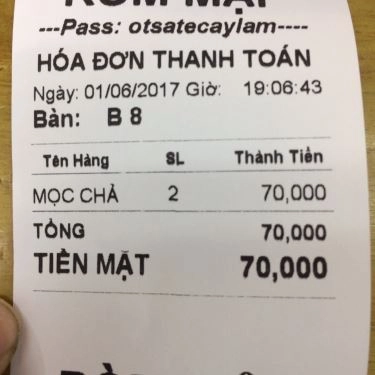 ---Pass: otsatecaylam----
HÓA ĐƠN THANH TOÁN
Ngày: 01/06/2017 Giờ: 19:06:43
Bàn: B 8
Tên Hàng SL Thành Tiền
MỌC CHẢ 2 70,000
TỔNG 70,000
TIỀN MẶT 70,000